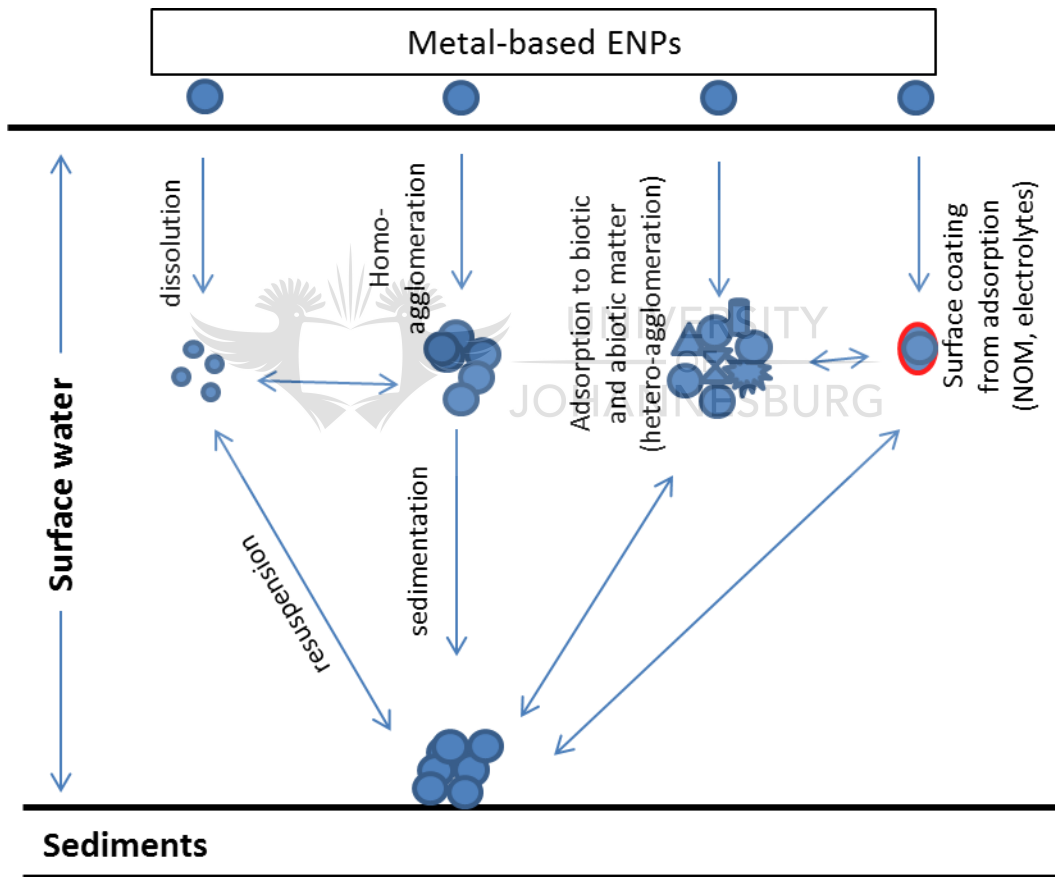 Metal-based ENPs
dissolution
Homo-
agglomeration
Adsorption to biotic
and abiotic matter
(hetero-agglomeration)
Surface coating
from adsorption
(NOM, electrolytes)
UNIVERSITY
OF
JOHANNESBURG
Surface water
resuspension
sedimentation
Sediments